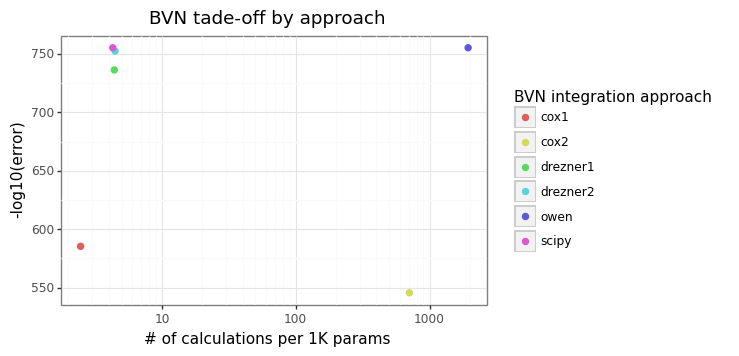 BVN tade-off by approach
750
700
650
600
550
-log10(error)
10
100
1000
# of calculations per 1K params
BVN integration approach
cox1
cox2
drezner1
drezner2
owen
scipy